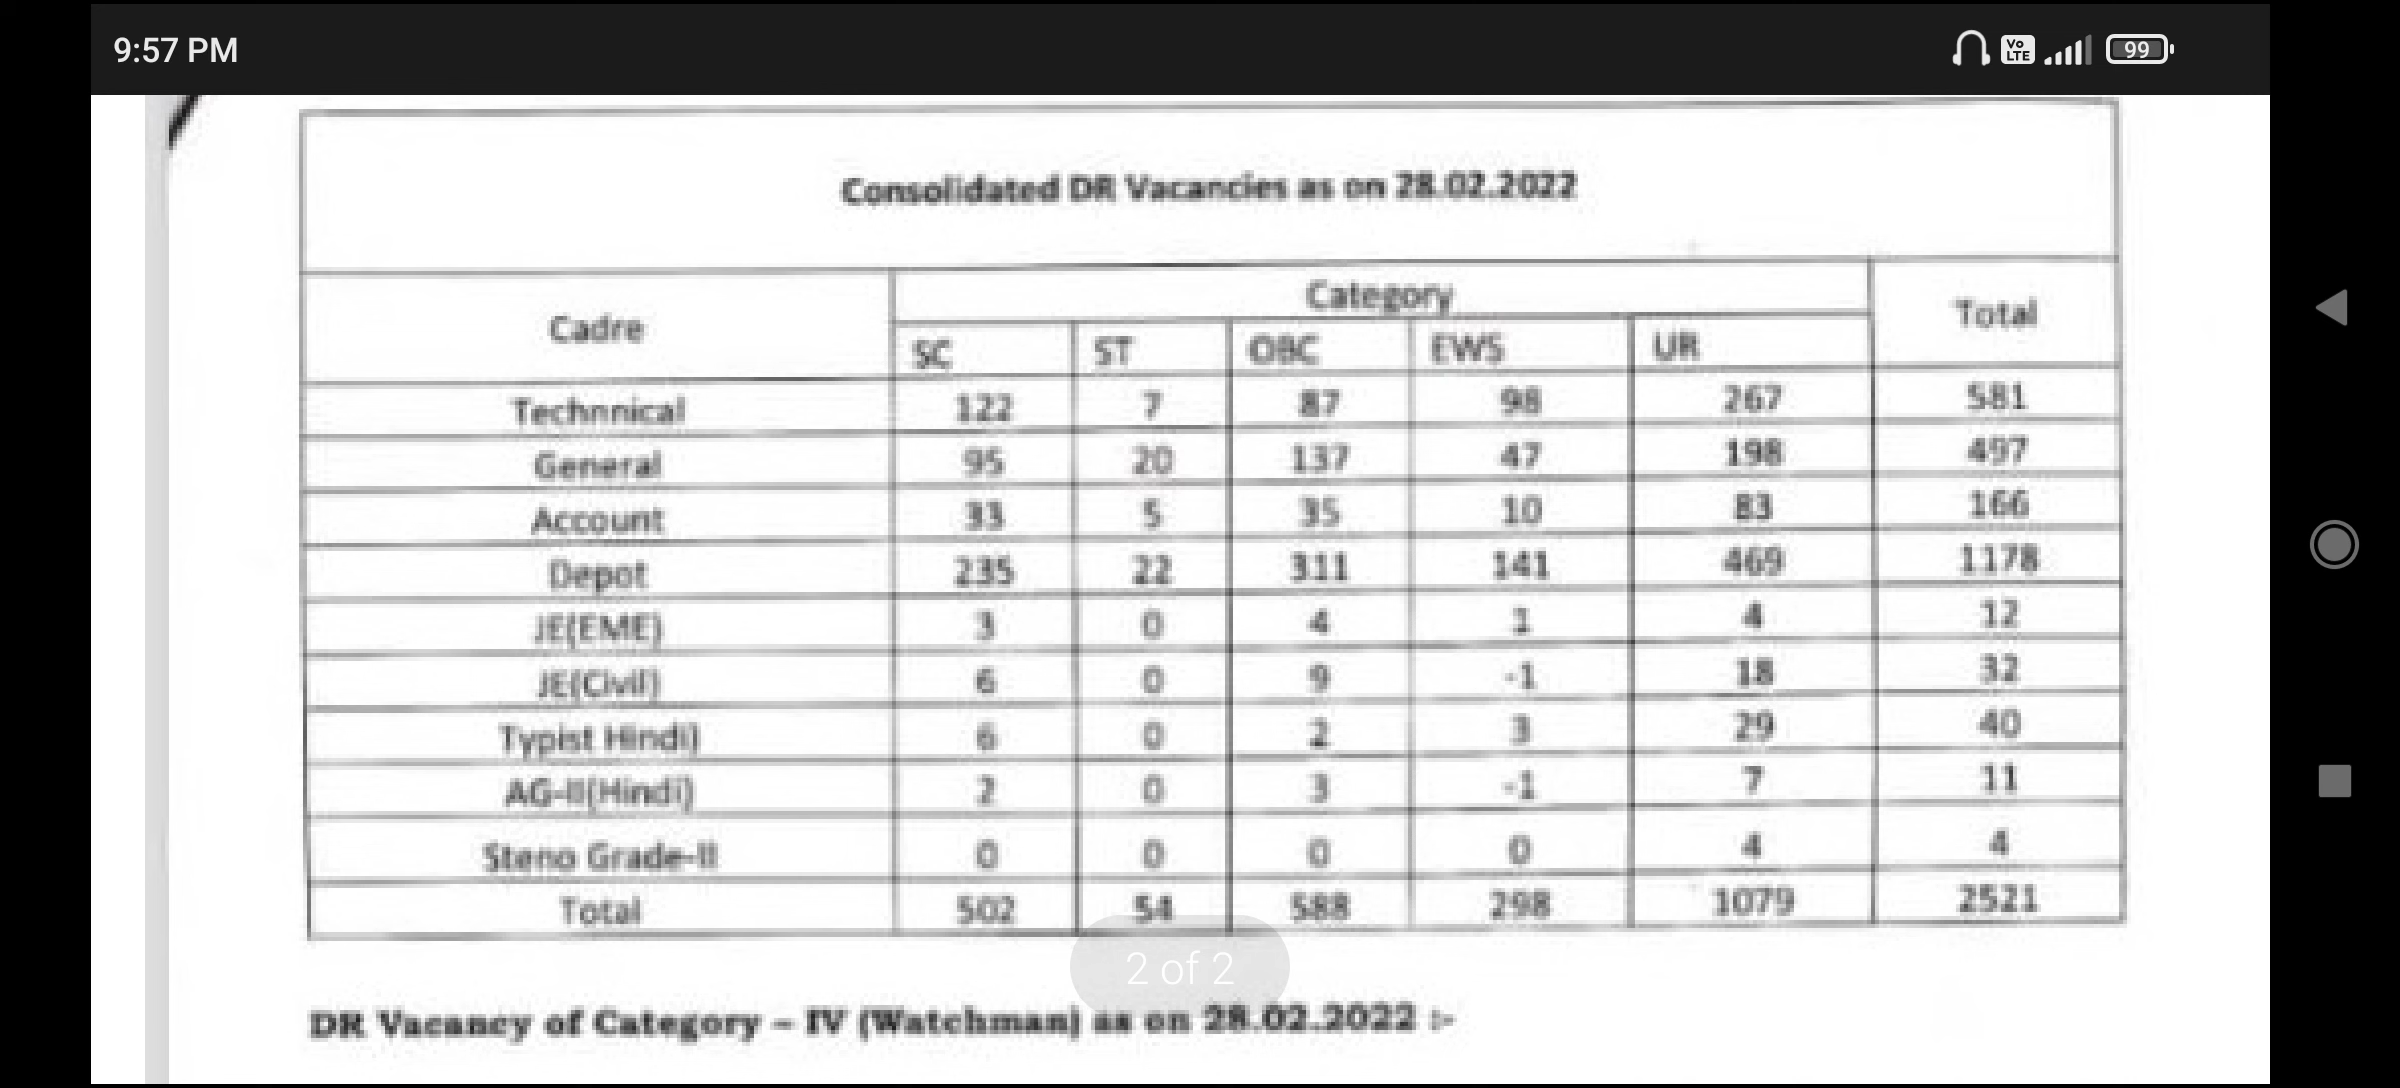 9:57 PM
Vo LTE
99
Consolidated DR Vacancies as on 28.02.2022
Cadre Category Total
SC ST OBC EWS UR
Technnical 122 7 87 98 267 581
General 95 20 137 47 198 497
Account 33 5 35 10 83 166
Depot 235 22 311 141 469 1178
JE(EME) 3 0 4 1 4 12
JE(Civil) 6 0 9 -1 18 32
Typist Hindi) 6 0 2 3 29 40
AG-II(Hindi) 2 0 3 -1 7 11
Steno Grade-II 0 0 0 0 4 4
Total 502 54 588 298 1079 2521
2 of 2
DR Vacancy of Category – IV (Watchman) as on 28.02.2022 :-